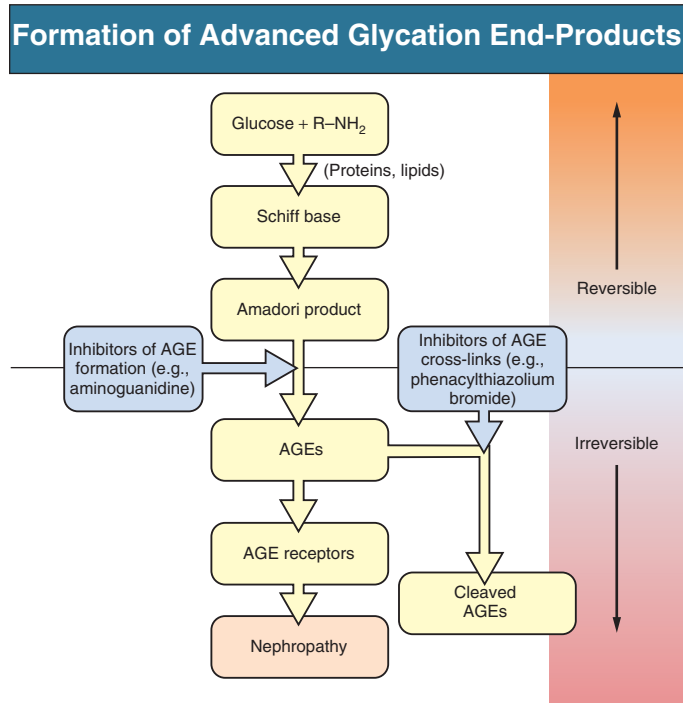 Formation of Advanced Glycation End-Products
Glucose + R–NH₂
(Proteins, lipids)
Schiff base
Amadori product
Reversible
Inhibitors of AGE
formation (e.g.,
aminoguanidine)
Inhibitors of AGE
cross-links (e.g.,
phenacylthiazolium
bromide)
AGEs
Irreversible
AGE receptors
Cleaved
AGEs
Nephropathy